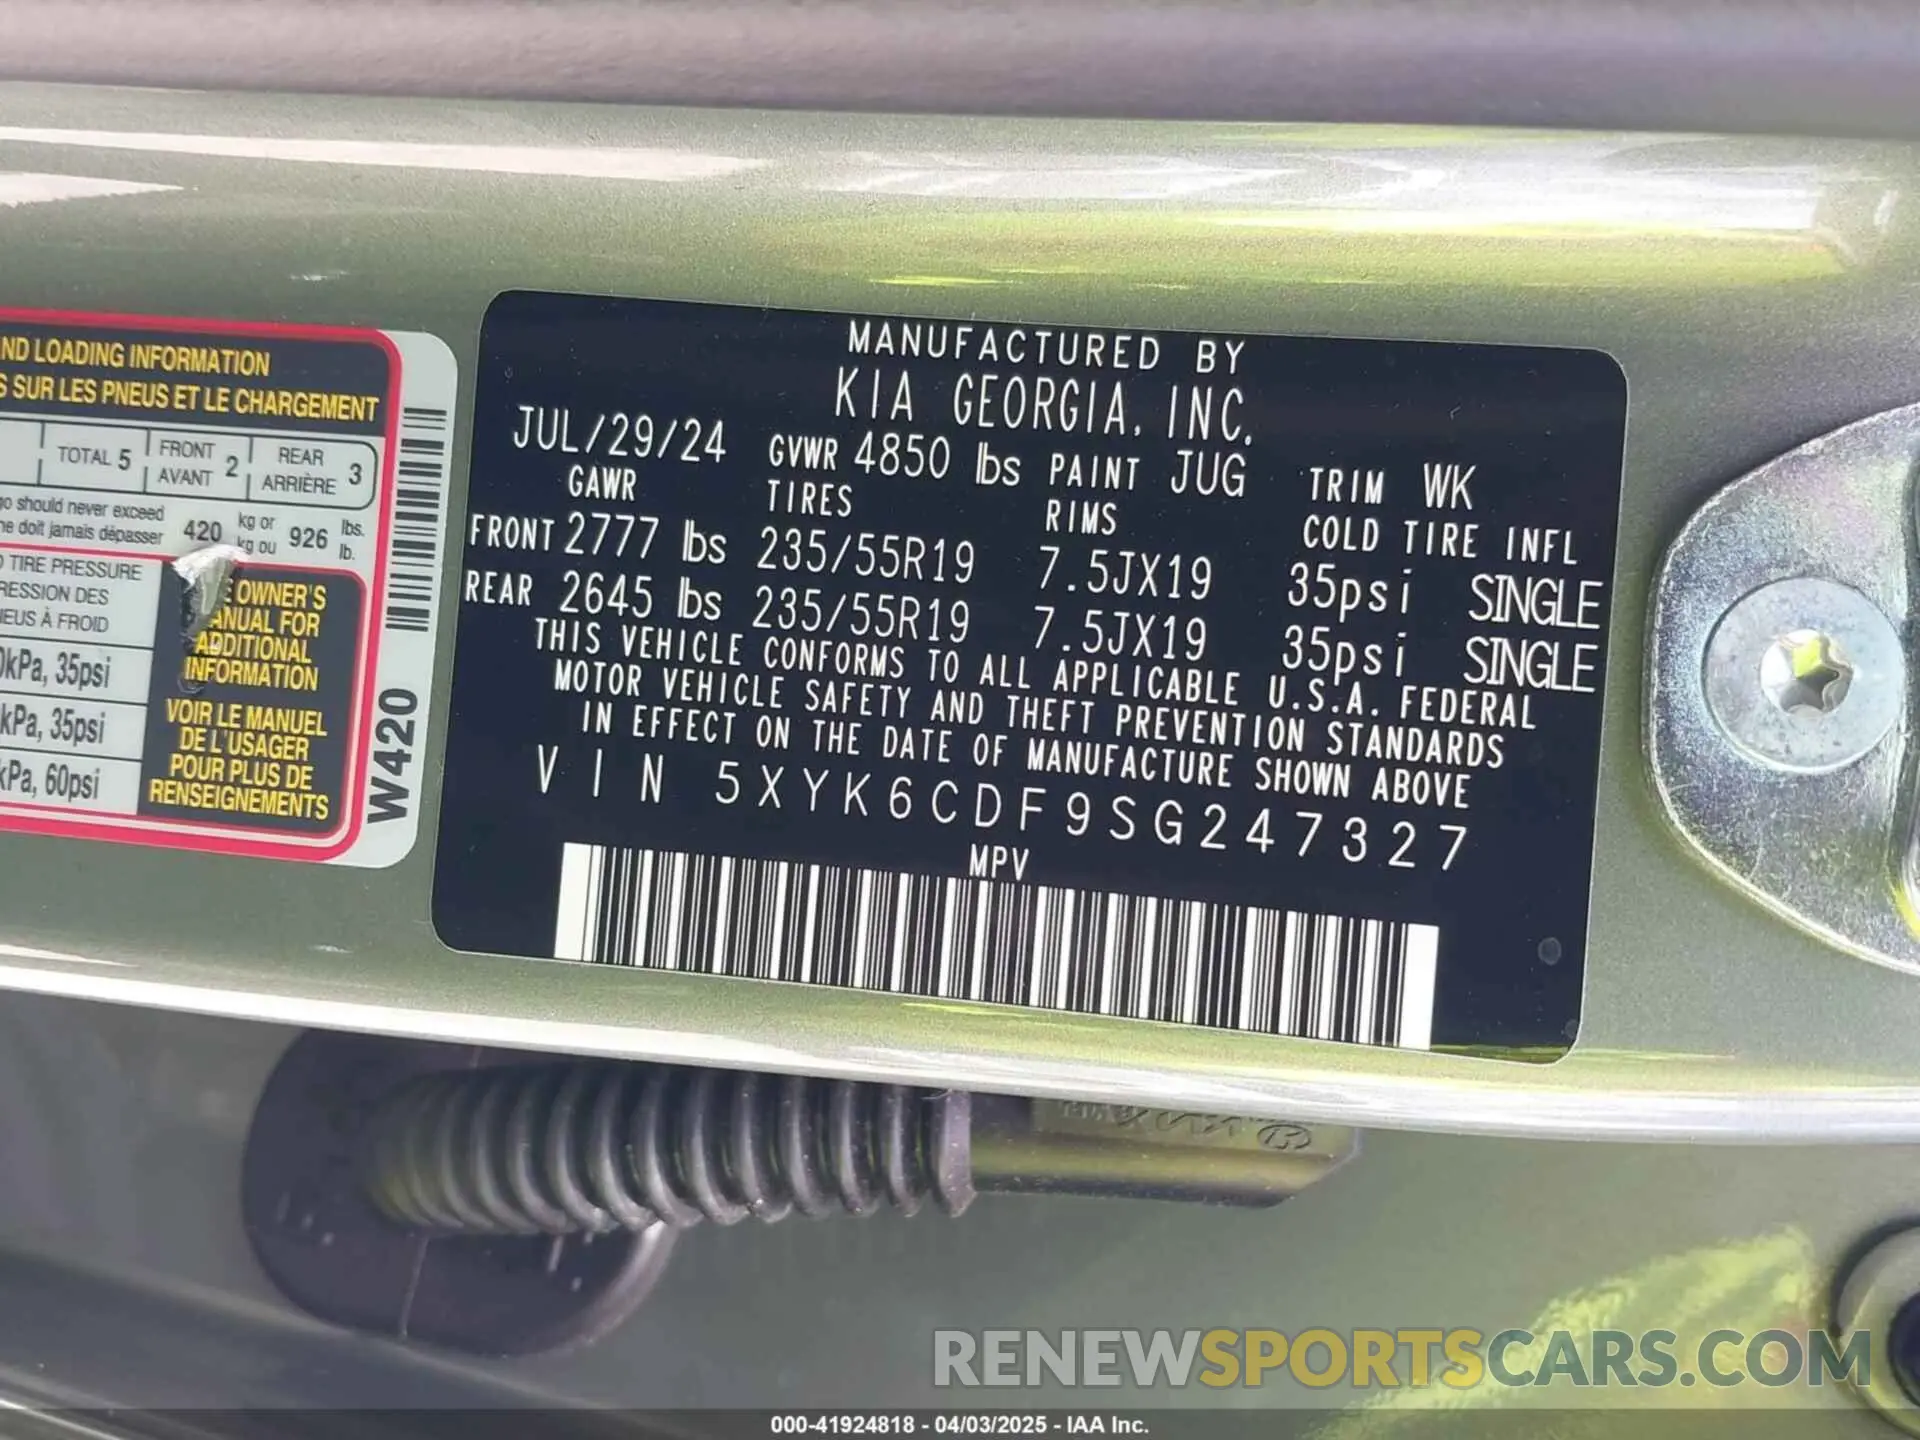 ND LOADING INFORMATION
S SUR LES PNEUS ET LE CHARGEMENT
TOTAL 5 FRONT AVANT 2 REAR ARRIÈRE 3
go should never exceed
ne doit jamais dépasser 420 kg or kg ou 926 lbs. lb.
TIRE PRESSURE
RESSION DES
NEUS À FROID
0kPa, 35psi
kPa, 35psi
kPa, 60psi
E OWNER'S
ANUAL FOR
ADDITIONAL
INFORMATION
VOIR LE MANUEL
DE L'USAGER
POUR PLUS DE
RENSEIGNEMENTS
W420
MANUFACTURED BY
KIA GEORGIA, INC.
JUL/29/24 GVWR 4850 lbs PAINT JUG TRIM WK
GAWR TIRES RIMS COLD TIRE INFL
FRONT 2777 lbs 235/55R19 7.5JX19 35psi SINGLE
REAR 2645 lbs 235/55R19 7.5JX19 35psi SINGLE
THIS VEHICLE CONFORMS TO ALL APPLICABLE U.S.A. FEDERAL
MOTOR VEHICLE SAFETY AND THEFT PREVENTION STANDARDS
IN EFFECT ON THE DATE OF MANUFACTURE SHOWN ABOVE
VIN 5XYK6CDF9SG247327
MPV
RENEWSPORTSCARS.COM
000-41924818 - 04/03/2025 - IAA Inc.